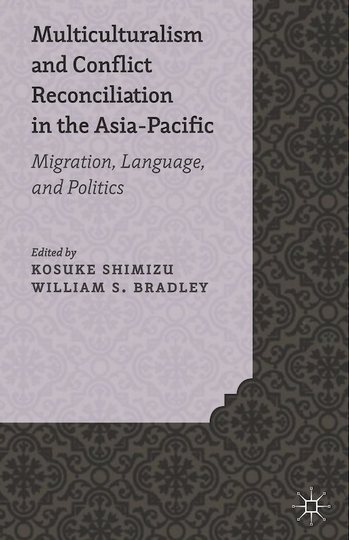 Multiculturalism
and Conflict
Reconciliation
in the Asia-Pacific
Migration, Language,
and Politics
Edited by
KOSUKE SHIMIZU
WILLIAM S. BRADLEY